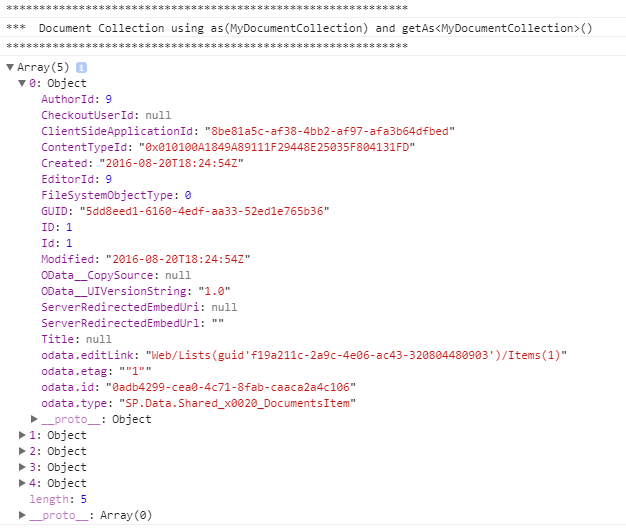 *************************************************************
***  Document Collection using as(MyDocumentCollection) and getAs<MyDocumentCollection>()
*************************************************************
▼Array(5) i
▼0: Object
AuthorId: 9
CheckoutUserId: null
ClientSideApplicationId: "8be81a5c-af38-4bb2-af97-afa3b64dfbed"
ContentTypeId: "0x010100A1849A89111F29448E25035F804131FD"
Created: "2016-08-20T18:24:54Z"
EditorId: 9
FileSystemObjectType: 0
GUID: "5dd8eed1-6160-4edf-aa33-52ed1e765b36"
ID: 1
Id: 1
Modified: "2016-08-20T18:24:54Z"
OData__CopySource: null
OData__UIVersionString: "1.0"
ServerRedirectedEmbedUri: null
ServerRedirectedEmbedUrl: ""
Title: null
odata.editLink: "Web/Lists(guid'f19a211c-2a9c-4e06-ac43-320804480903')/Items(1)"
odata.etag: ""1""
odata.id: "0adb4299-cea0-4c71-8fab-caaca2a4c106"
odata.type: "SP.Data.Shared_x0020_DocumentsItem"
▶__proto__: Object
▶1: Object
▶2: Object
▶3: Object
▶4: Object
length: 5
▶__proto__: Array(0)